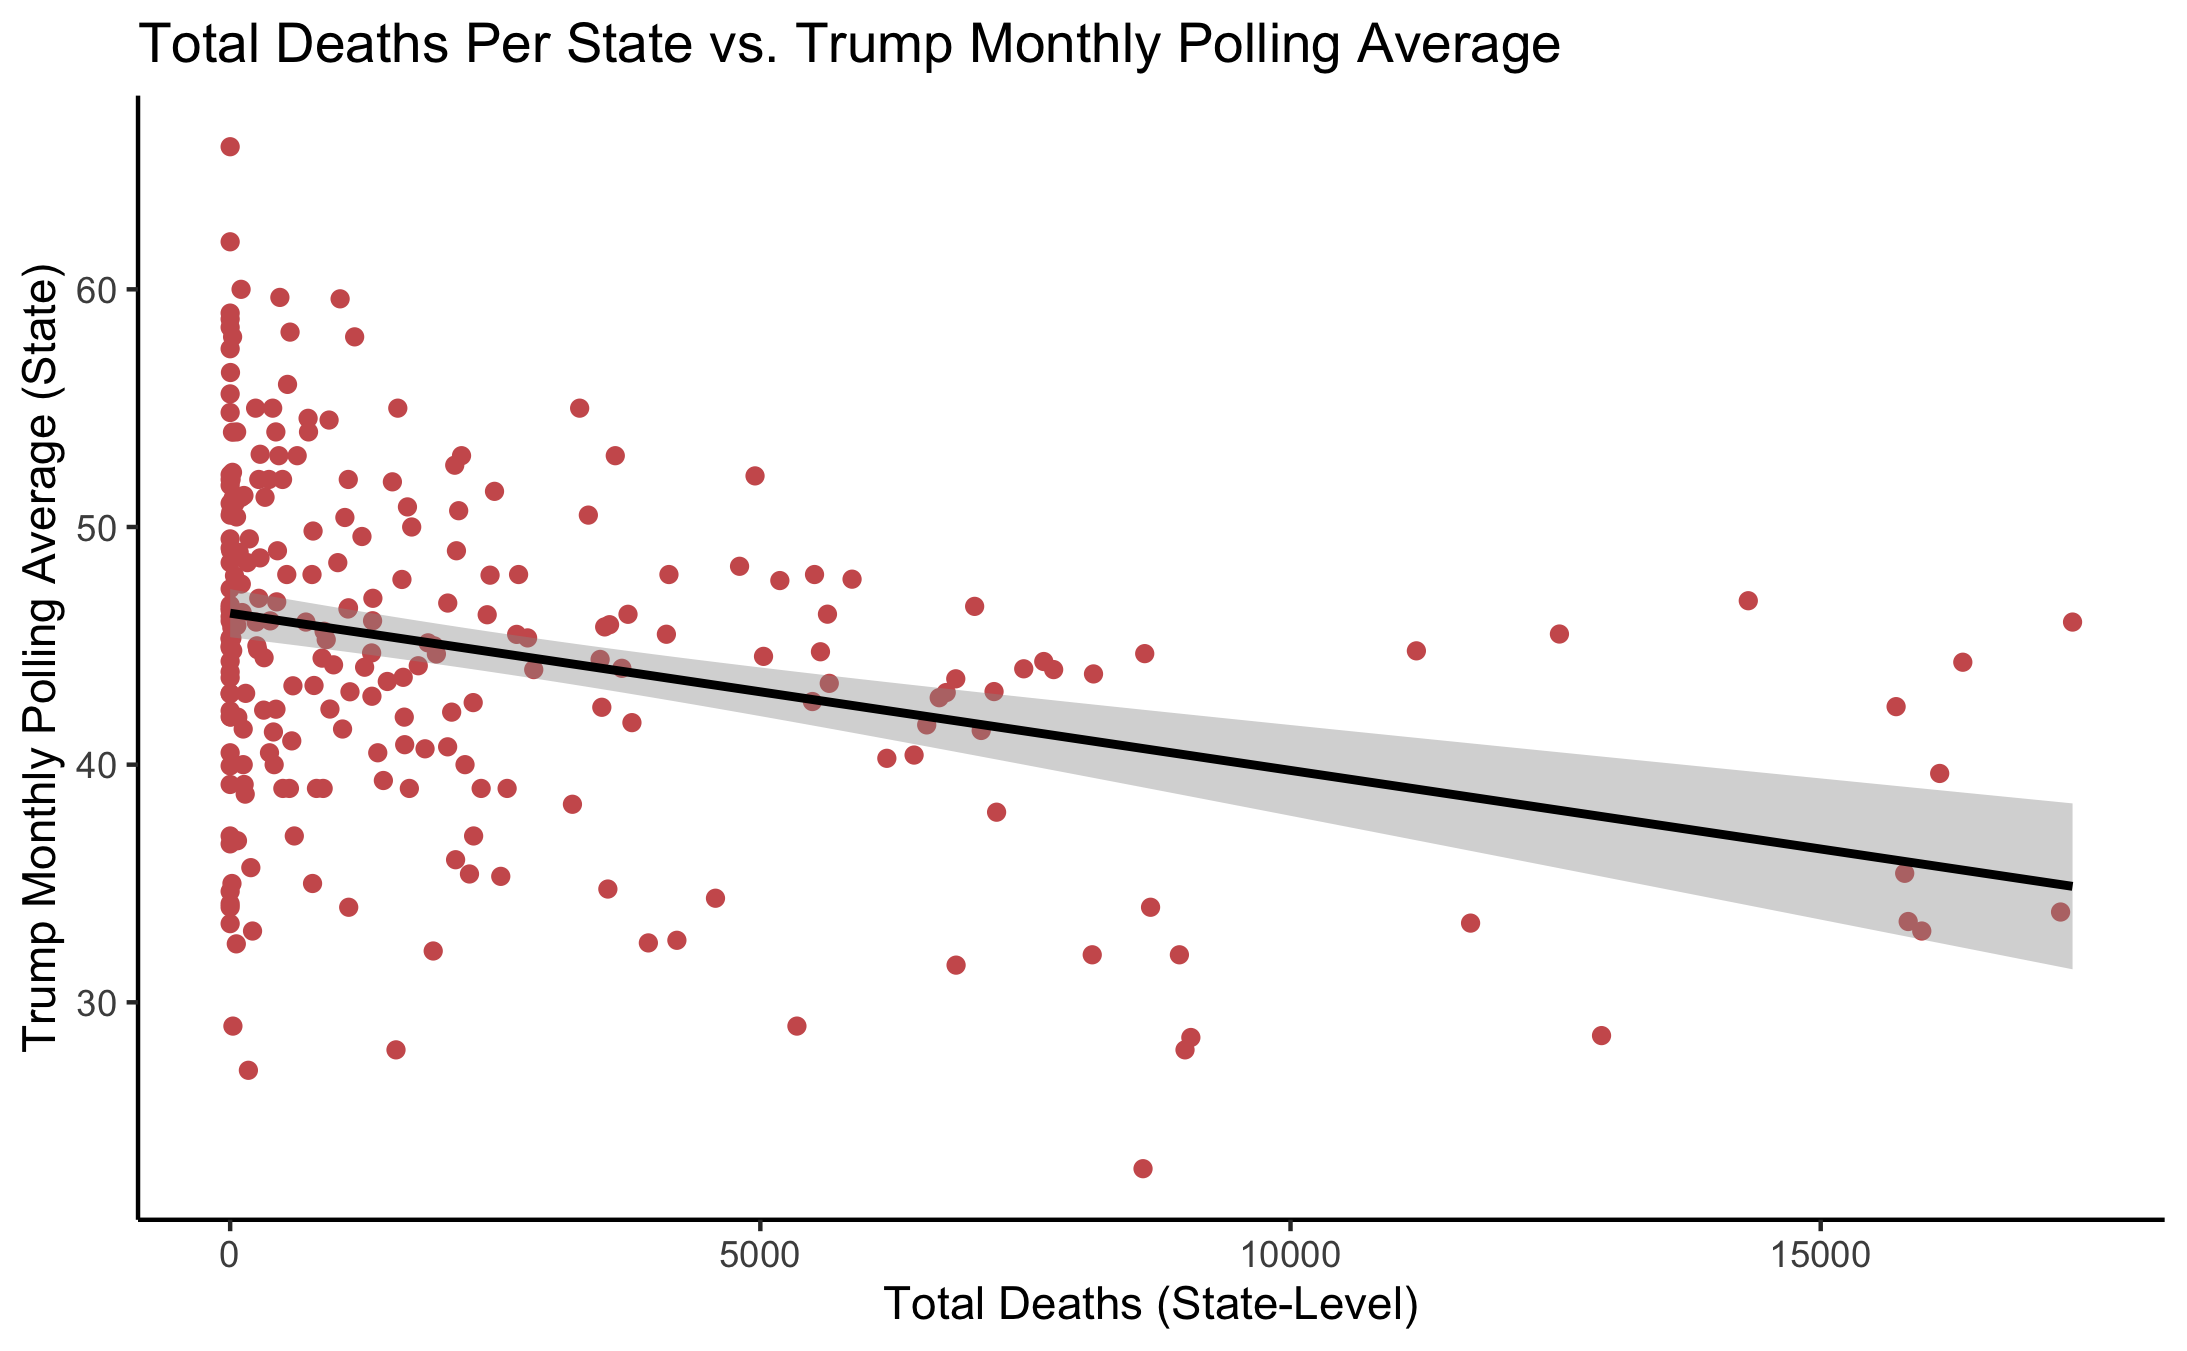 Total Deaths Per State vs. Trump Monthly Polling Average
Trump Monthly Polling Average (State)
60
50
40
30
0
5000
10000
15000
Total Deaths (State-Level)